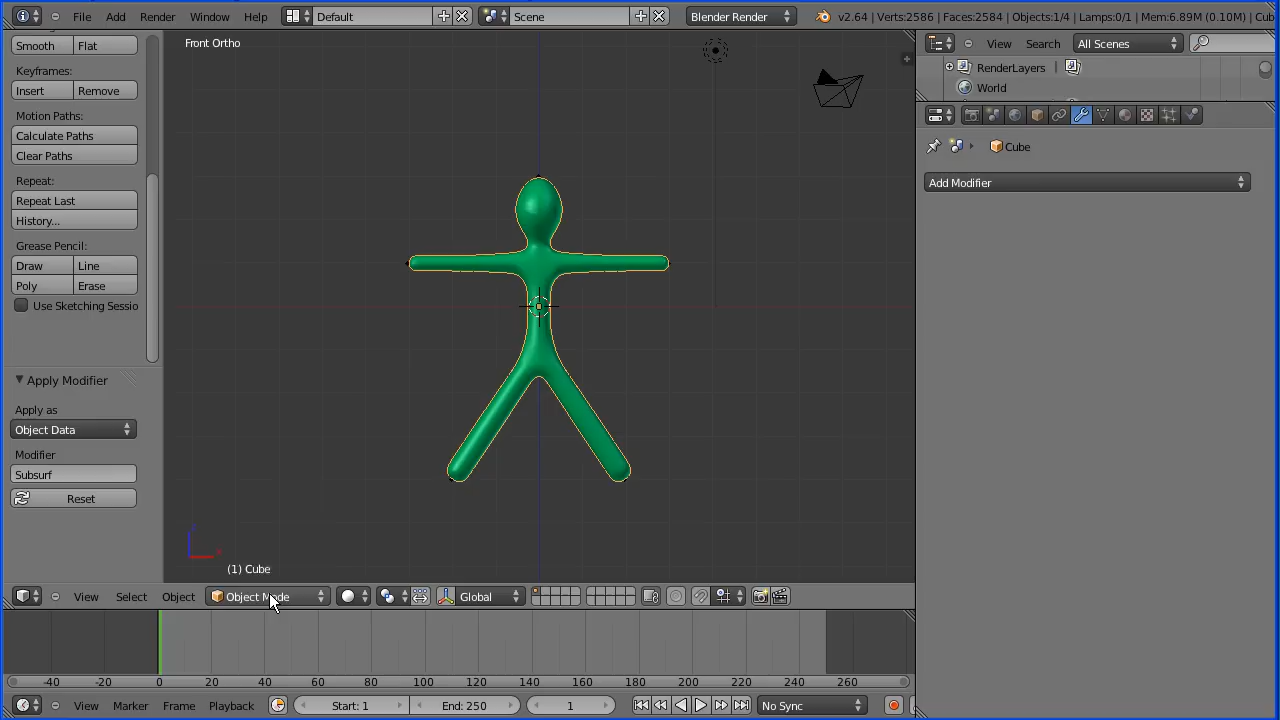 File Add Render Window Help Default Scene Blender Render v2.64 | Verts:2586 | Faces:2584 | Objects:1/4 | Lamps:0/1 | Mem:6.89M (0.10M) | Cub
Smooth Flat
Keyframes:
Insert Remove
Motion Paths:
Calculate Paths
Clear Paths
Repeat:
Repeat Last
History...
Grease Pencil:
Draw Line
Poly Erase
Use Sketching Sessio
Apply Modifier
Apply as
Object Data
Modifier
Subsurf
Reset
Front Ortho
(1) Cube
View Select Object Object Mode Global
-40 -20 0 20 40 60 80 100 120 140 160 180 200 220 240 260
View Marker Frame Playback Start: 1 End: 250 1 No Sync
View Search All Scenes
RenderLayers |
World
Cube
Add Modifier